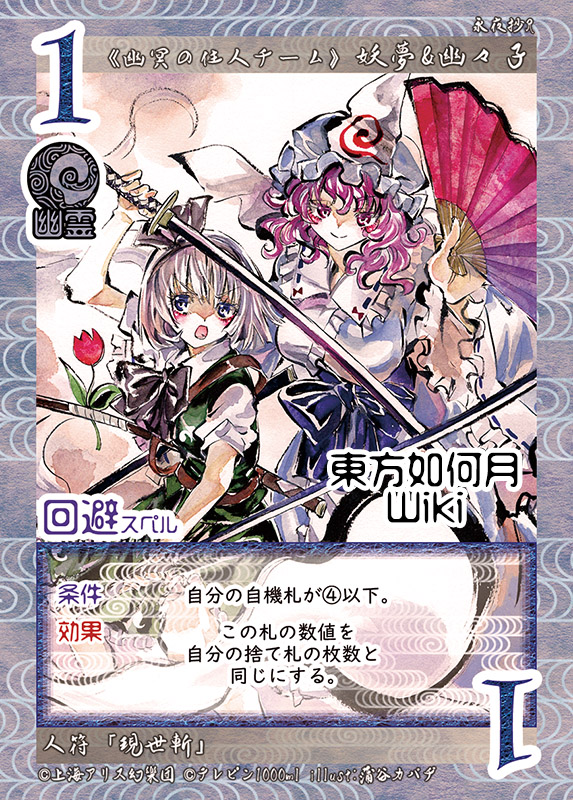 永夜抄9
1
《幽冥の住人チーム》 妖夢&幽々子
幽霊
東方如何月
Wiki
回避スペル
条件 自分の自機札が④以下。
効果 この札の数値を
自分の捨て札の枚数と
同じにする。
1
人符 「現世斬」
©上海アリス幻樂団 ©テレピン1000ml illust:蒲谷カバヂ